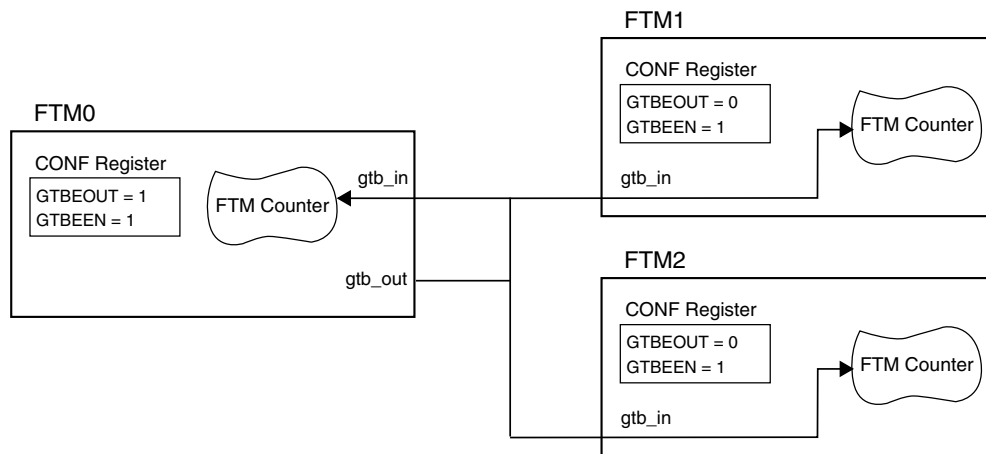 FTM0
CONF Register
GTBEOUT = 1
GTBEEN = 1
FTM Counter
gtb_in
gtb_out
FTM1
CONF Register
GTBEOUT = 0
GTBEEN = 1
FTM Counter
gtb_in
FTM2
CONF Register
GTBEOUT = 0
GTBEEN = 1
FTM Counter
gtb_in